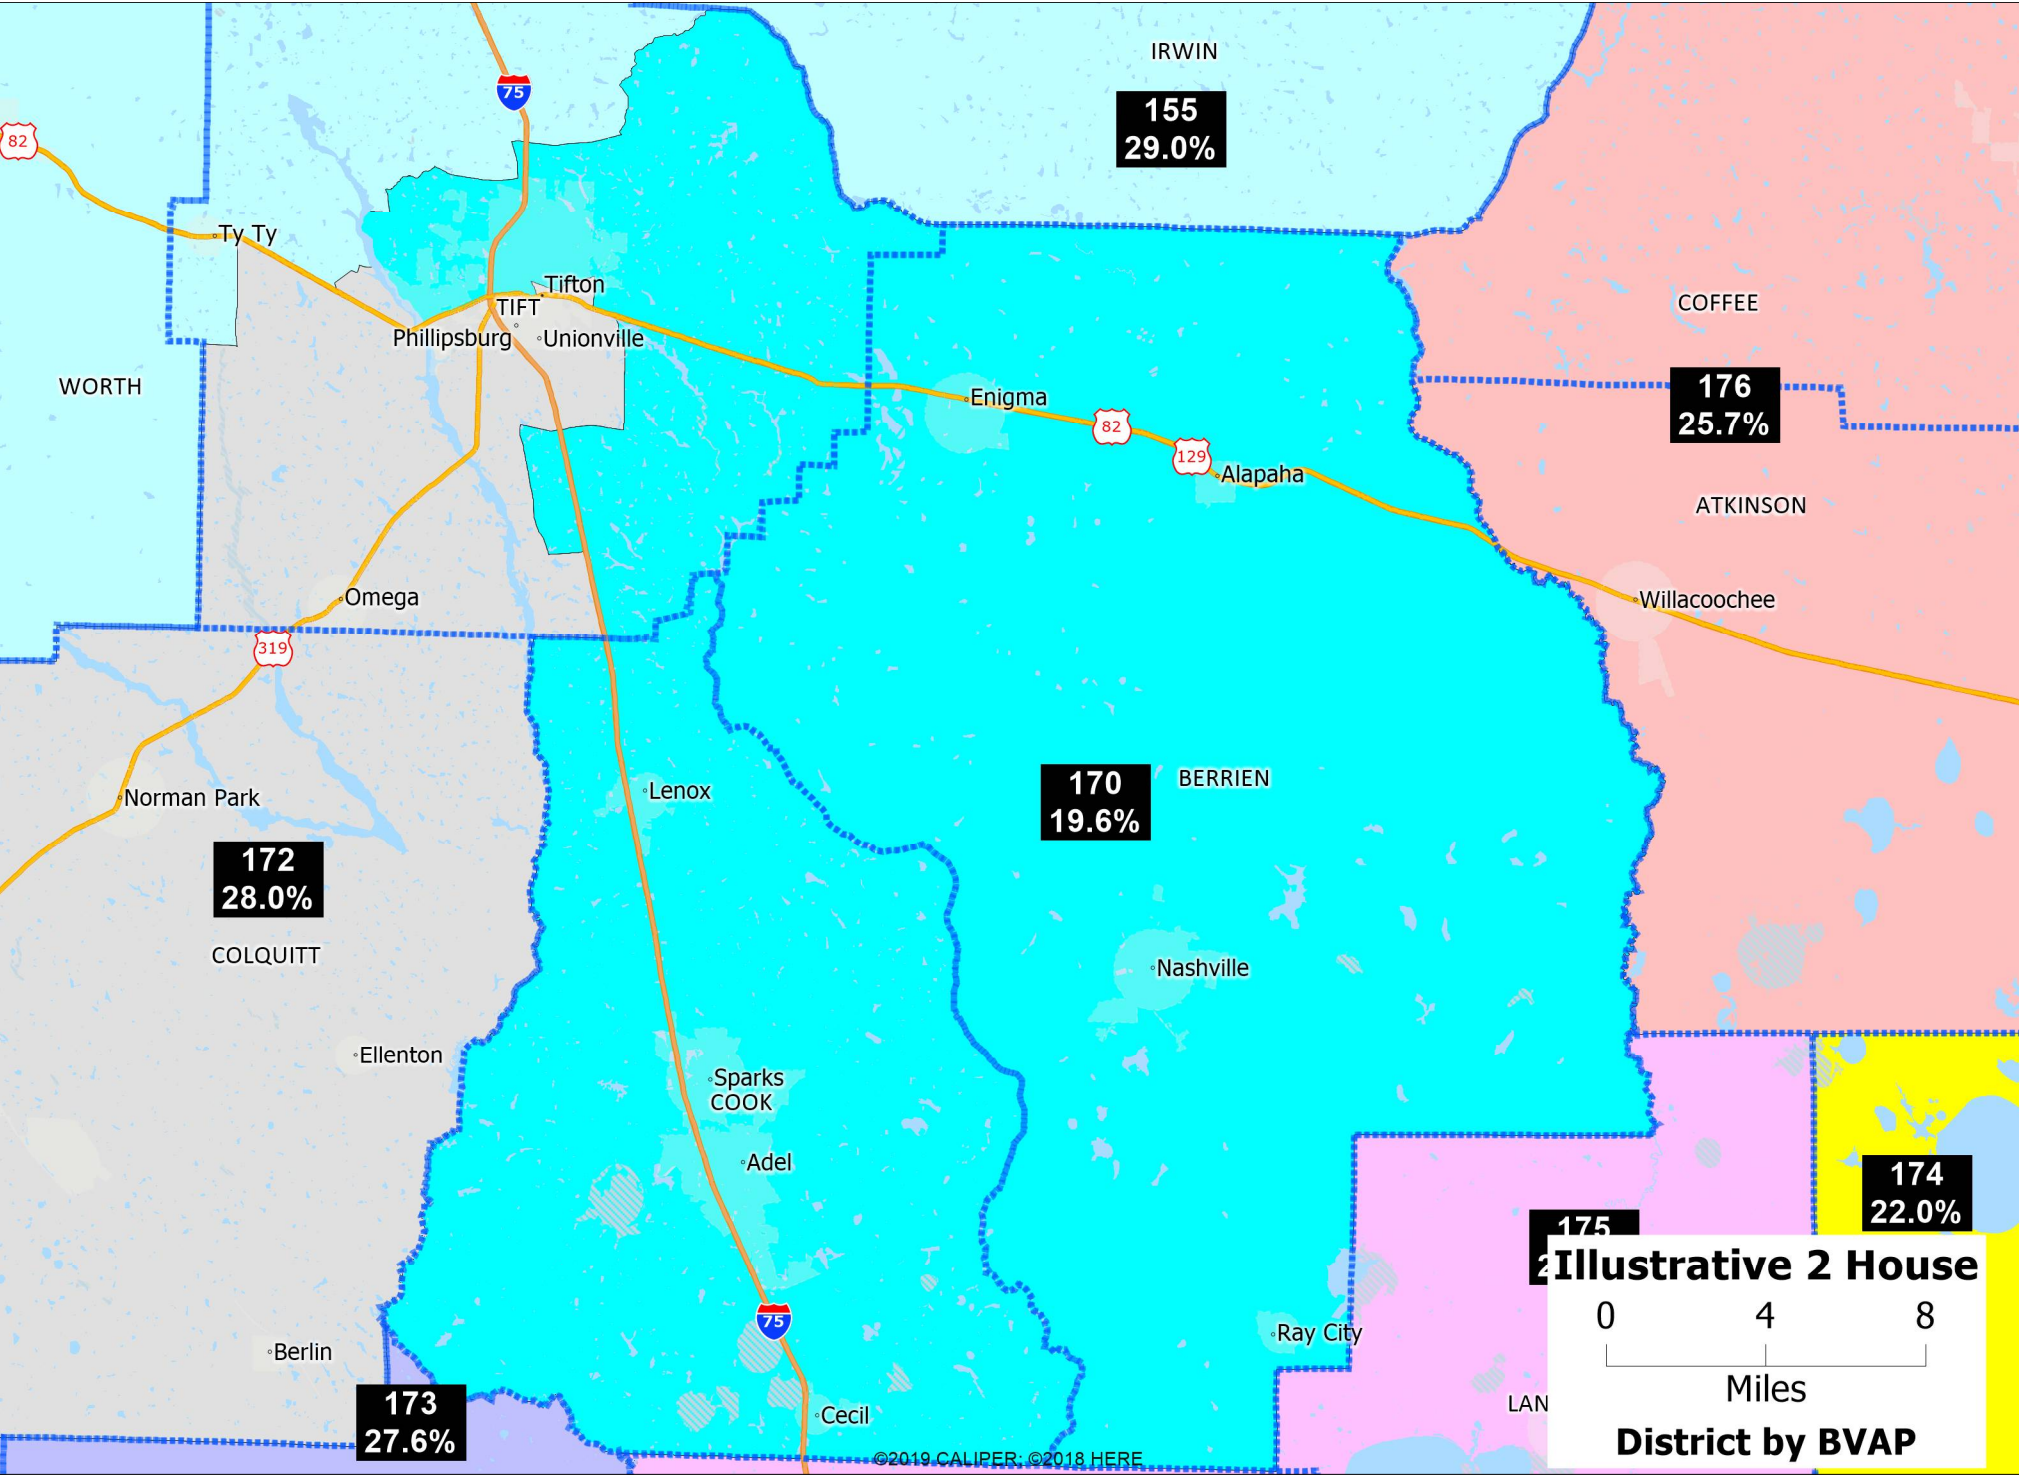 IRWIN
75
155
29.0%
82
Ty Ty
Tifton
TIFT
COFFEE
Phillipsburg
Unionville
WORTH
176
25.7%
Enigma
82
129
Alapaha
ATKINSON
Omega
Willacoochee
319
170
19.6%
BERRIEN
Lenox
Norman Park
172
28.0%
COLQUITT
Nashville
Ellenton
Sparks
COOK
Adel
174
22.0%
175
2
Illustrative 2 House
0 4 8
Miles
District by BVAP
75
Ray City
Berlin
173
27.6%
LAN
Cecil
©2019 CALIPER; ©2018 HERE